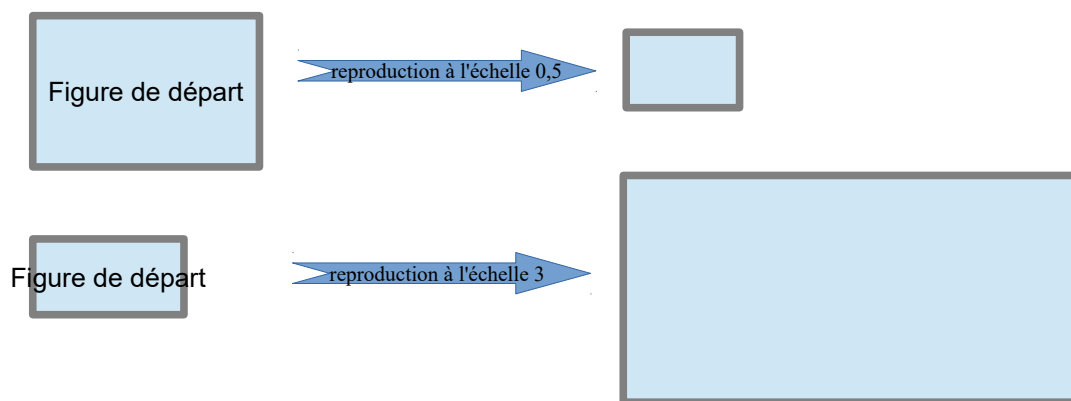 Figure de départ
reproduction à l'échelle 0,5
Figure de départ
reproduction à l'échelle 3